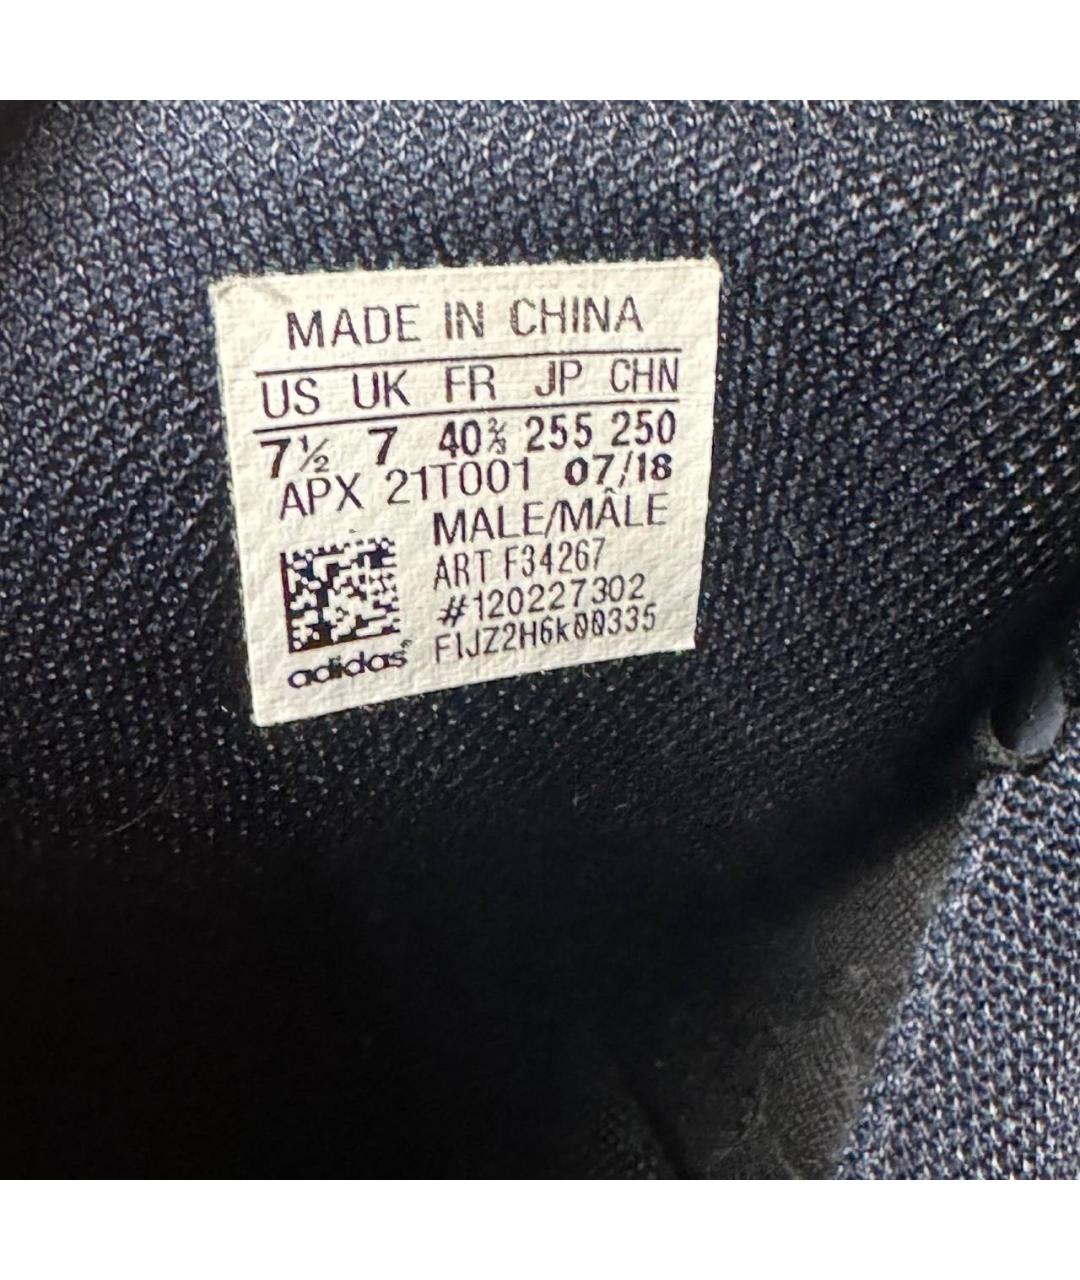 MADE IN CHINA
US UK FR JP CHN
7½ 7 40⅔ 255 250
APX 21T001 07/18
MALE/MÂLE
ART F34267
#120227302
F1JZ2H6k00335
adidas